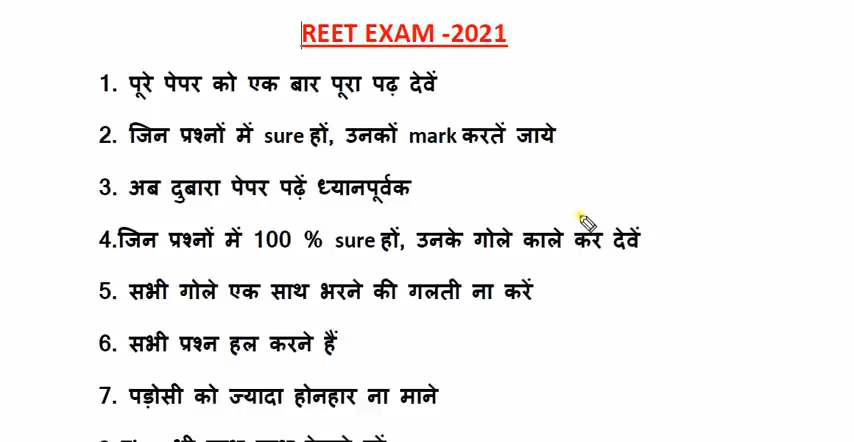 REET EXAM -2021
1. पूरे पेपर को एक बार पूरा पढ़ देवें
2. जिन प्रश्नों में sure हों, उनकों mark करतें जाये
3. अब दुबारा पेपर पढ़ें ध्यानपूर्वक
4.जिन प्रश्नों में 100 % sure हों, उनके गोले काले कर देवें
5. सभी गोले एक साथ भरने की गलती ना करें
6. सभी प्रश्न हल करने हैं
7. पड़ोसी को ज्यादा होनहार ना माने